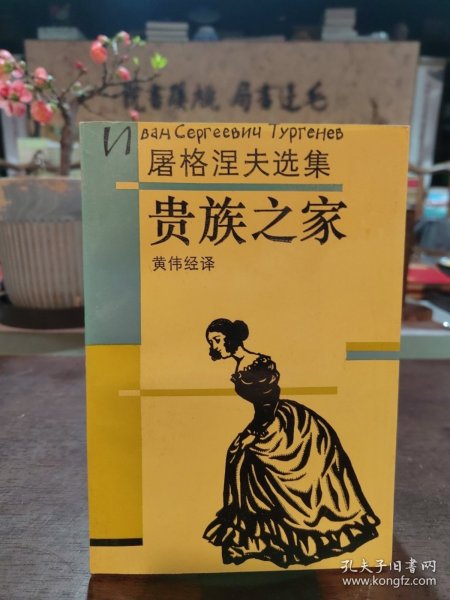 Иван Сергеевич Тургенев
屠格涅夫选集
贵族之家
黄伟经译
孔夫子旧书网
www.kongfz.com